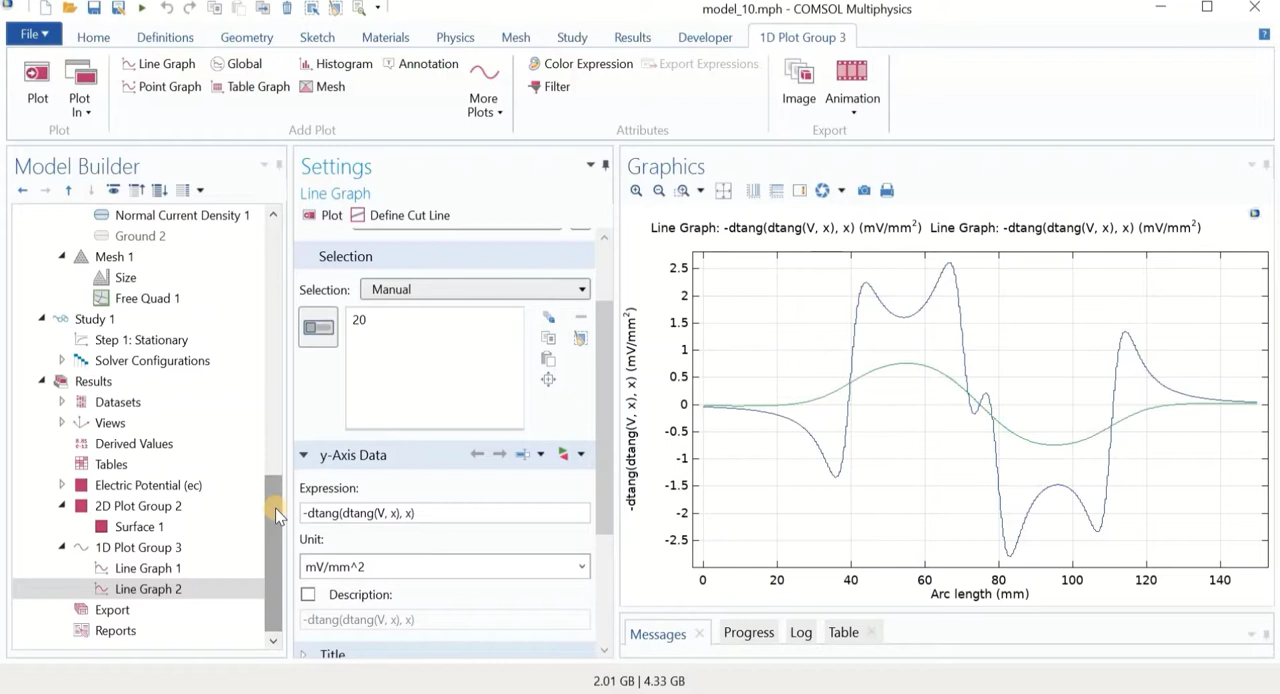 model_10.mph - COMSOL Multiphysics
File Home Definitions Geometry Sketch Materials Physics Mesh Study Results Developer 1D Plot Group 3
Line Graph Global Histogram Annotation Color Expression Export Expressions
Point Graph Table Graph Mesh Filter
Plot Plot In More Plots Image Animation
Plot Add Plot Attributes Export
Model Builder
Normal Current Density 1
Ground 2
Mesh 1
Size
Free Quad 1
Study 1
Step 1: Stationary
Solver Configurations
Results
Datasets
Views
Derived Values
Tables
Electric Potential (ec)
2D Plot Group 2
Surface 1
1D Plot Group 3
Line Graph 1
Line Graph 2
Export
Reports
Settings
Line Graph
Plot Define Cut Line
Selection
Selection: Manual
20
y-Axis Data
Expression:
-dtang(dtang(V, x), x)
Unit:
mV/mm^2
Description:
-dtang(dtang(V, x), x)
Title
Graphics
Line Graph: -dtang(dtang(V, x), x) (mV/mm²) Line Graph: -dtang(dtang(V, x), x) (mV/mm²)
-dtang(dtang(V, x), x) (mV/mm²)
2.5
2
1.5
1
0.5
0
-0.5
-1
-1.5
-2
-2.5
0 20 40 60 80 100 120 140
Arc length (mm)
Messages Progress Log Table
2.01 GB | 4.33 GB